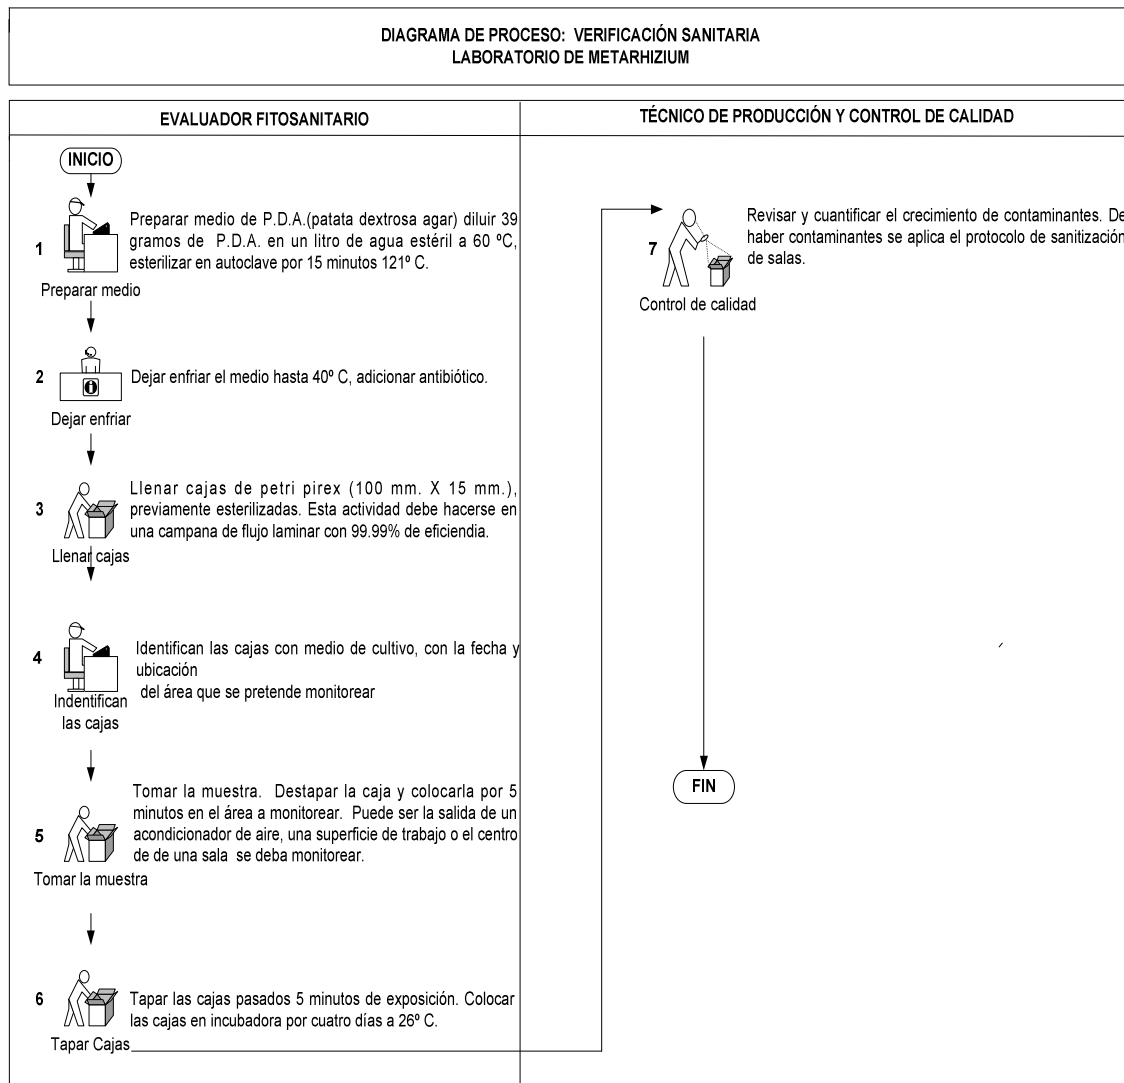 DIAGRAMA DE PROCESO: VERIFICACIÓN SANITARIA
LABORATORIO DE METARHIZIUM
EVALUADOR FITOSANITARIO
INICIO
1
Preparar medio de P.D.A.(patata dextrosa agar) diluir 39
gramos de P.D.A. en un litro de agua estéril a 60 ºC,
esterilizar en autoclave por 15 minutos 121º C.
Preparar medio
2
Dejar enfriar el medio hasta 40º C, adicionar antibiótico.
Dejar enfriar
3
Llenar cajas de petri pirex (100 mm. X 15 mm.),
previamente esterilizadas. Esta actividad debe hacerse en
una campana de flujo laminar con 99.99% de eficiendia.
Llenar cajas
4
Identifican las cajas con medio de cultivo, con la fecha y
ubicación
del área que se pretende monitorear
Indentifican
las cajas
5
Tomar la muestra. Destapar la caja y colocarla por 5
minutos en el área a monitorear. Puede ser la salida de un
acondicionador de aire, una superficie de trabajo o el centro
de de una sala se deba monitorear.
Tomar la muestra
6
Tapar las cajas pasados 5 minutos de exposición. Colocar
las cajas en incubadora por cuatro días a 26º C.
Tapar Cajas
TÉCNICO DE PRODUCCIÓN Y CONTROL DE CALIDAD
7
Revisar y cuantificar el crecimiento de contaminantes. De
haber contaminantes se aplica el protocolo de sanitización
de salas.
Control de calidad
FIN